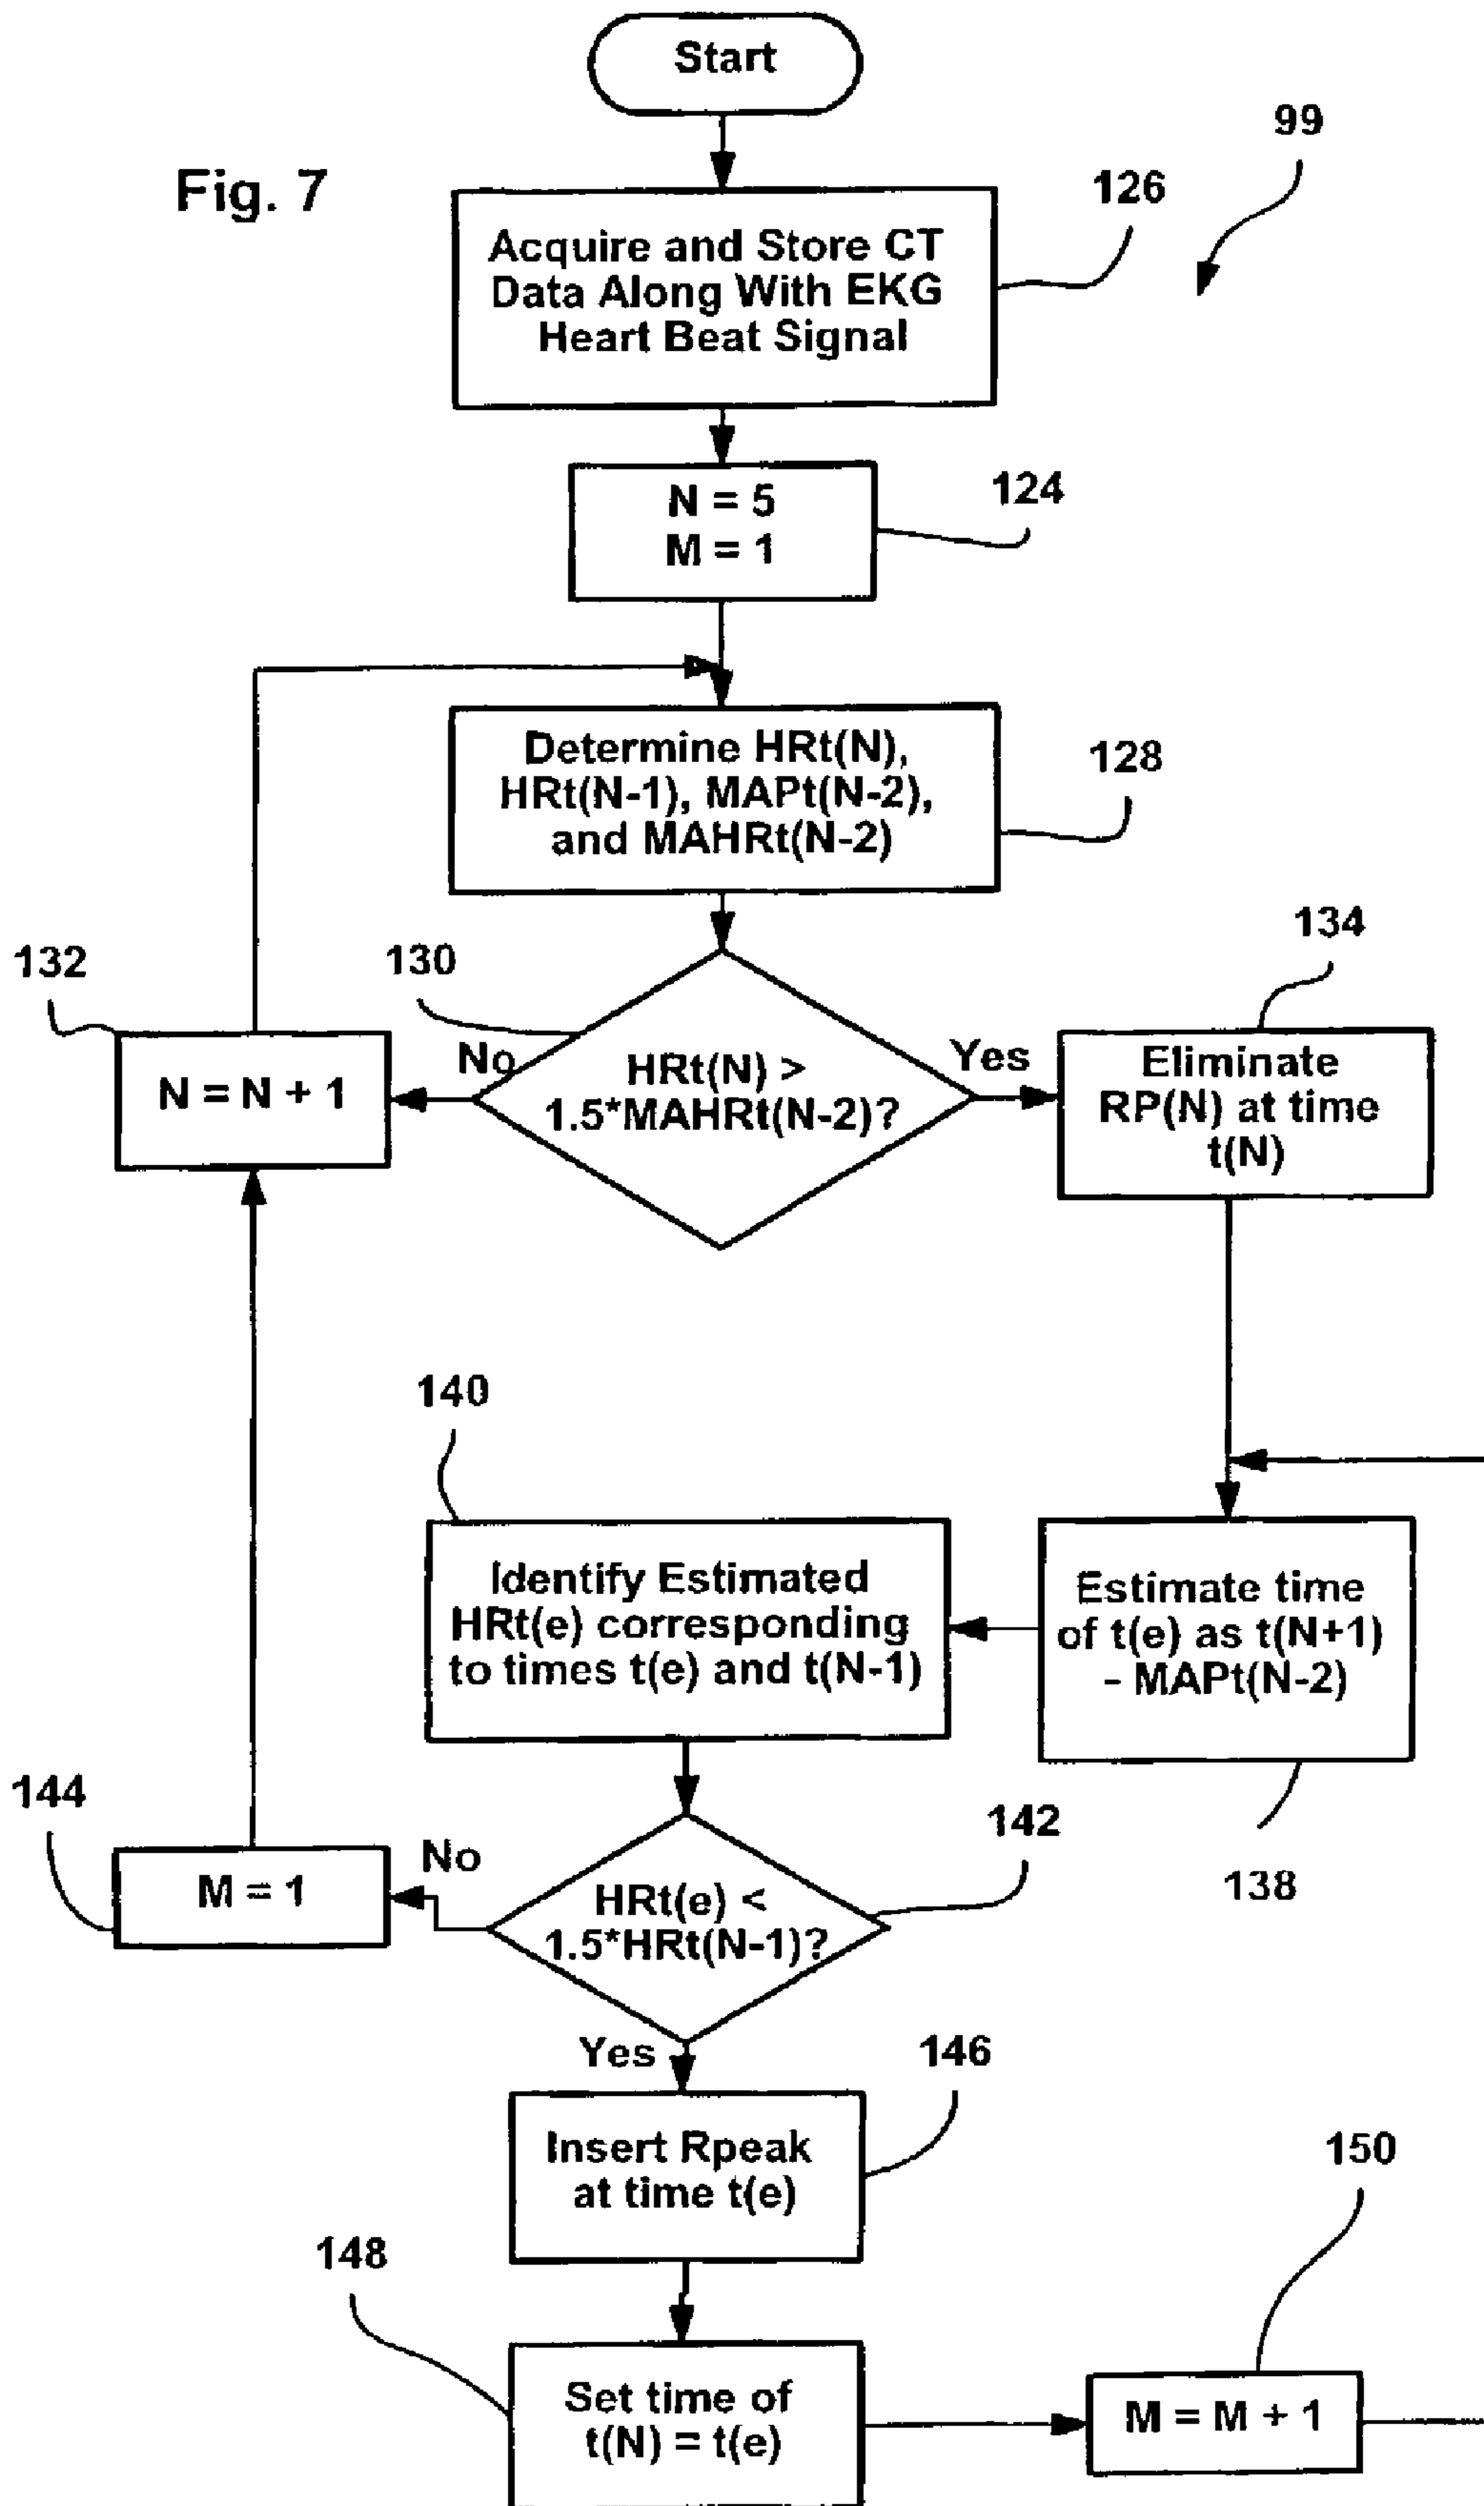 Start
99
Fig. 7
126
Acquire and Store CT
Data Along With EKG
Heart Beat Signal
124
N = 5
M = 1
128
Determine HRt(N),
HRt(N-1), MAPt(N-2),
and MAHRt(N-2)
134
132
130
No
Yes
N = N + 1
HRt(N) >
1.5*MAHRt(N-2)?
Eliminate
RP(N) at time
t(N)
140
Identify Estimated
HRt(e) corresponding
to times t(e) and t(N-1)
Estimate time
of t(e) as t(N+1)
- MAPt(N-2)
144
142
138
No
M = 1
HRt(e) <
1.5*HRt(N-1)?
Yes
146
Insert Rpeak
at time t(e)
150
148
Set time of
t(N) = t(e)
M = M + 1